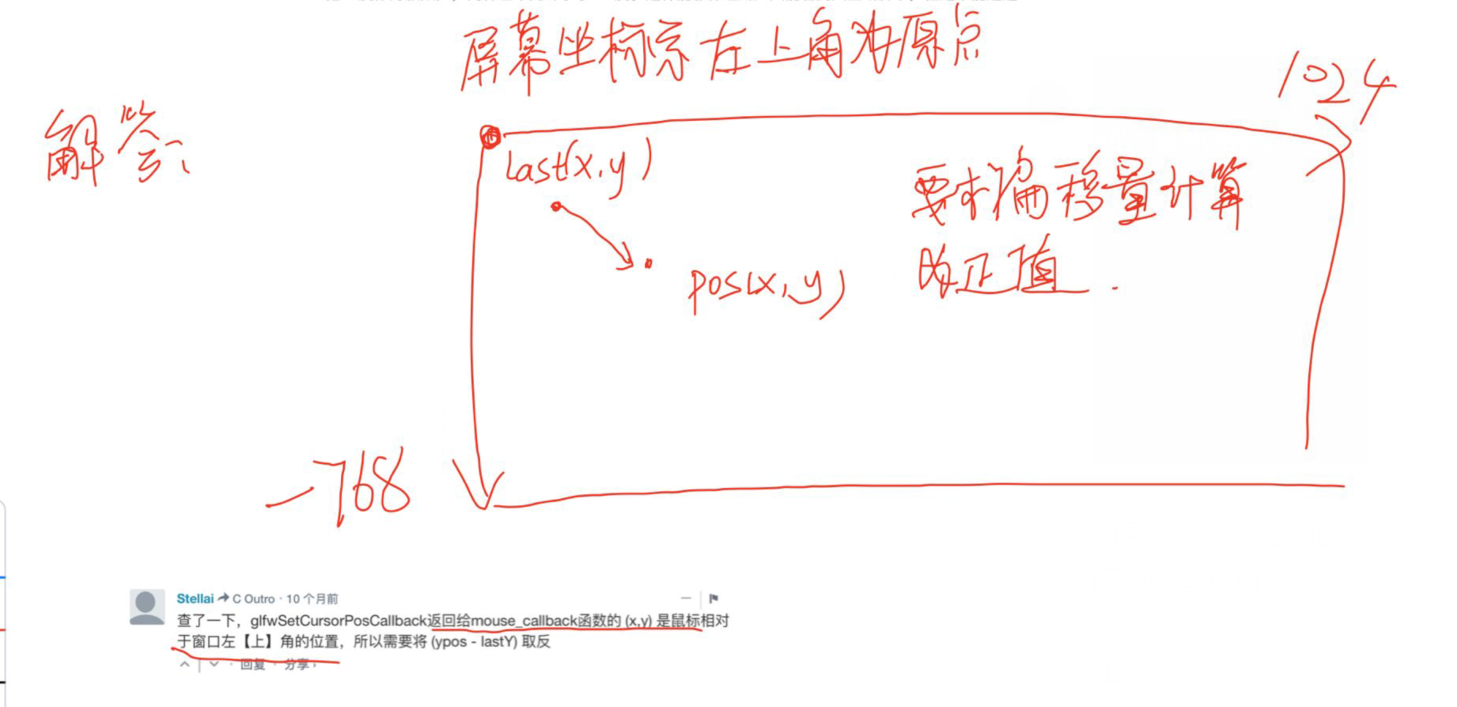 屏幕坐标系左上角为原点
1024
解答:
last(x,y)
要求偏移量计算
的正值.
pos(x,y)
-768
Stellai → C Outro · 10 个月前
查了一下，glfwSetCursorPosCallback返回给mouse_callback函数的 (x,y) 是鼠标相对
于窗口左【上】角的位置，所以需要将 (ypos - lastY) 取反
回复 · 分享 ›